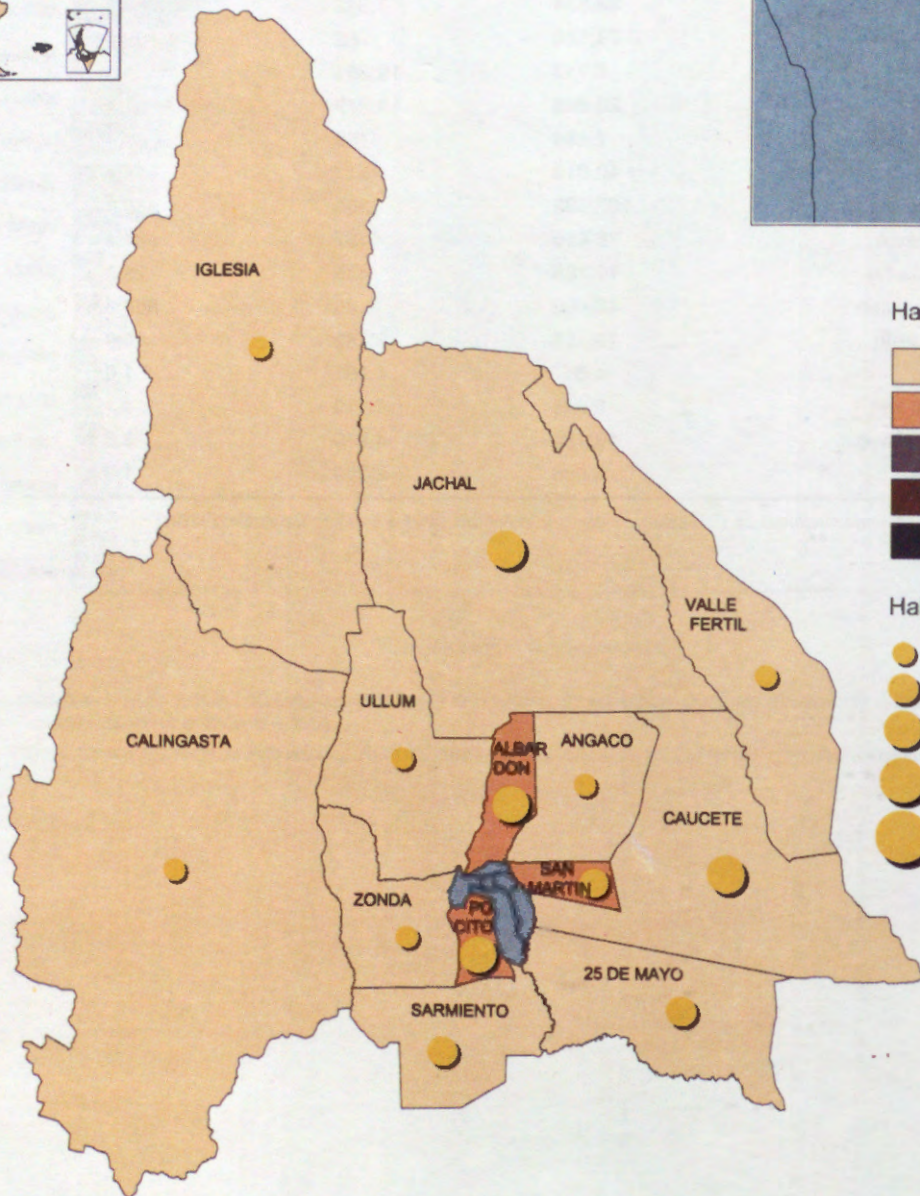 IGLESIA
Ha
JACHAL
VALLE
FERTIL
Ha
ULLUM
CALINGASTA
ALBAR
DON
ANGACO
CAUCETE
SAN
MARTIN
ZONDA
PO
CITO
25 DE MAYO
SARMIENTO